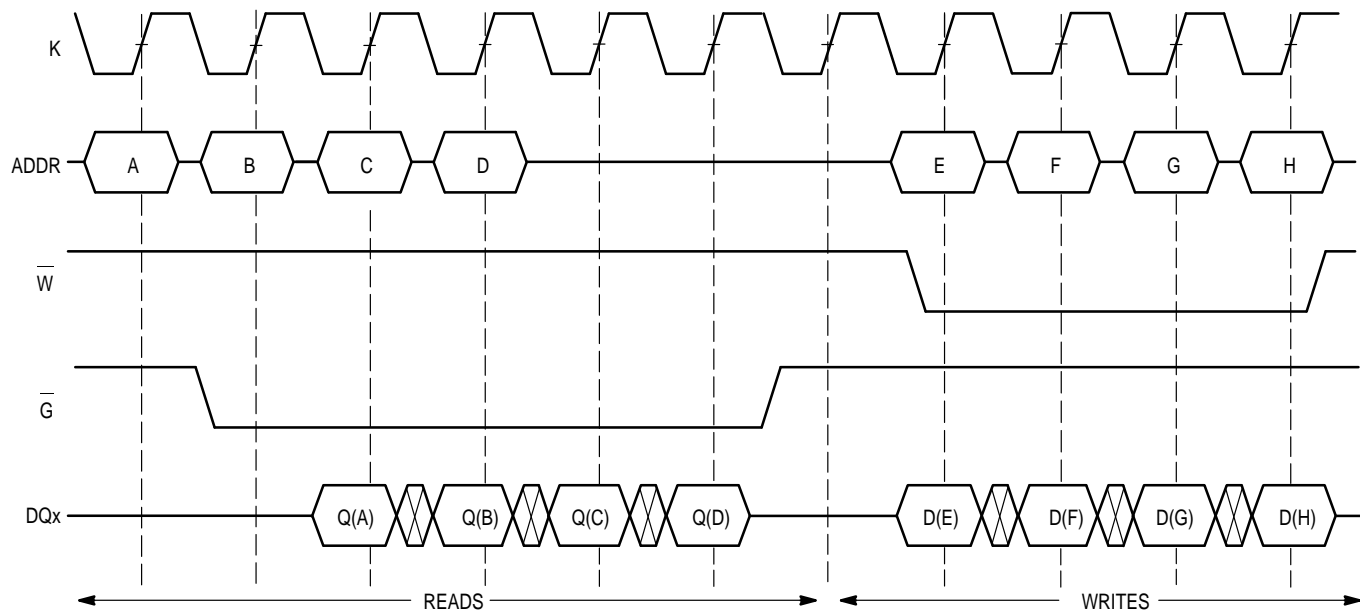 K
ADDR A B C D E F G H
W
G
DQx Q(A) Q(B) Q(C) Q(D) D(E) D(F) D(G) D(H)
READS WRITES